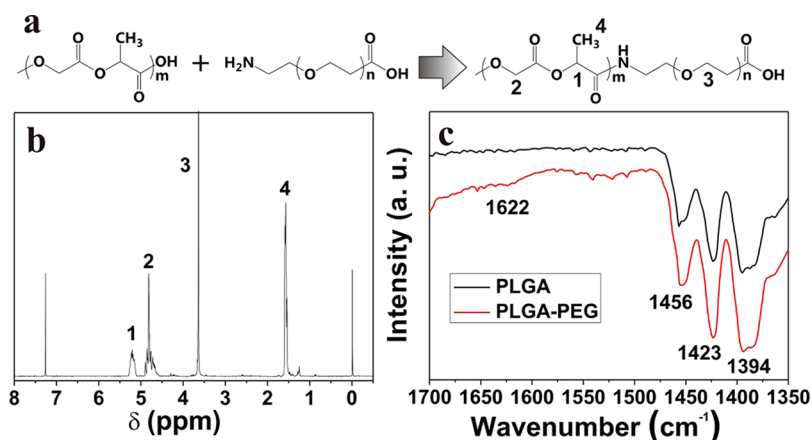 a
CH₃
O
O
O
O
OH
m
O
+
H₂N
O
n
O
OH
CH₃ 4
O
O
O
2
1
O
m
H
N
O
3
n
O
OH
b
1
2
3
4
8 7 6 5 4 3 2 1 0
δ (ppm)
c
Intensity (a. u.)
1622
PLGA
PLGA-PEG
1456
1423
1394
1700 1650 1600 1550 1500 1450 1400 1350
Wavenumber (cm⁻¹)